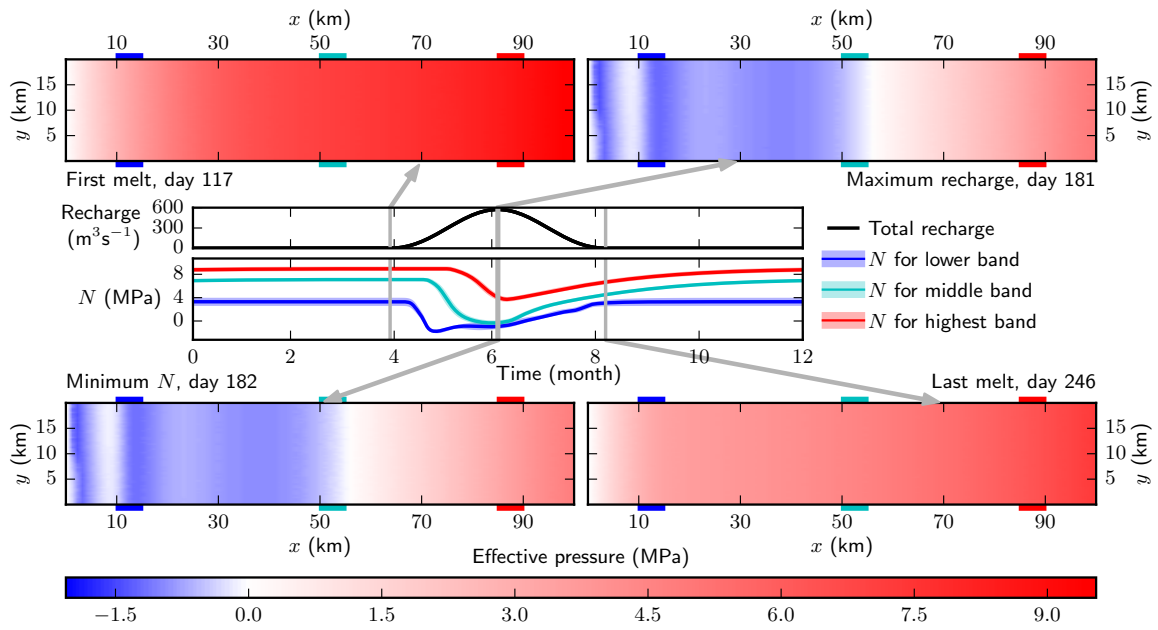 x (km)
x (km)
10 30 50 70 90
10 30 50 70 90
y (km)
15
10
5
15
10
5
y (km)
First melt, day 117
Maximum recharge, day 181
Recharge
(m³s⁻¹)
600
300
0
Total recharge
N (MPa)
8
4
0
N for lower band
N for middle band
N for highest band
0 2 4 6 8 10 12
Time (month)
Minimum N, day 182
Last melt, day 246
y (km)
15
10
5
15
10
5
y (km)
10 30 50 70 90
10 30 50 70 90
x (km)
x (km)
Effective pressure (MPa)
−1.5 0.0 1.5 3.0 4.5 6.0 7.5 9.0